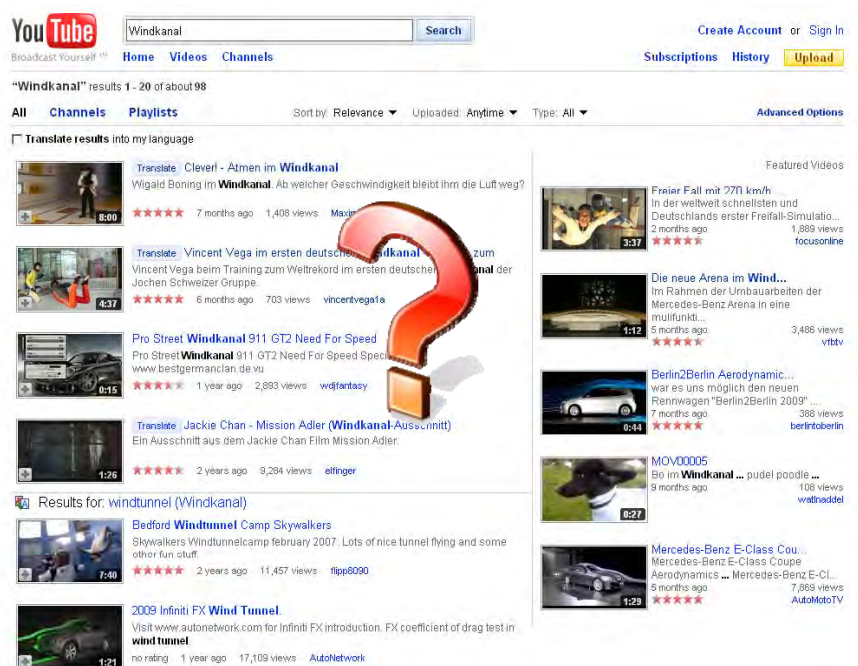 You Tube
Broadcast Yourself ™
Windkanal
Search
Create Account or Sign In
Home Videos Channels
Subscriptions History Upload
"Windkanal" results 1 - 20 of about 98
All Channels Playlists
Sort by: Relevance ▼ Uploaded: Anytime ▼ Type: All ▼
Advanced Options
Translate results into my language
8:00
Translate Clever! - Atmen im Windkanal
Wigald Boning im Windkanal. Ab welcher Geschwindigkeit bleibt ihm die Luft weg?
7 months ago 1,408 views
4:37
Translate Vincent Vega im ersten deutschen zum
Vincent Vega beim Training zum Weltrekord im ersten deutschen der
Jochen Schweizer Gruppe.
6 months ago 703 views vincentvega1a
0:15
Pro Street Windkanal 911 GT2 Need For Speed
Pro Street Windkanal 911 GT2 Need For Speed
www.bestgermanclan.de.vu
1 year ago 2,893 views wdjfantasy
1:26
Translate Jackie Chan - Mission Adler (Windkanal-Ausschnitt)
Ein Ausschnitt aus dem Jackie Chan Film Mission Adler.
2 years ago 9,284 views elfinger
Results for: windtunnel (Windkanal)
7:40
Bedford Windtunnel Camp Skywalkers
Skywalkers Windtunnelcamp february 2007. Lots of nice tunnel flying and some
other fun stuff.
2 years ago 11,457 views flipp8090
1:21
2009 Infiniti FX Wind Tunnel.
Visit www.autonetwork.com for Infiniti FX introduction. FX coefficient of drag test in
wind tunnel.
no rating 1 year ago 17,109 views AutoNetwork
Featured Videos
3:37
Freier Fall mit 270 km/h ...
In der weltweit schnellsten und
Deutschlands erster Freifall-Simulatio...
2 months ago 1,889 views
focusonline
1:12
Die neue Arena im Wind...
Im Rahmen der Umbauarbeiten der
Mercedes-Benz Arena in eine
mulifunkti...
5 months ago 3,486 views
vfbtv
0:44
Berlin2Berlin Aerodynamic...
war es uns möglich den neuen
Rennwagen "Berlin2Berlin 2009" ...
7 months ago 388 views
berlintoberlin
0:27
MOV00005
Bo im Windkanal ... pudel poodle ...
9 months ago 108 views
watlnaddel
1:29
Mercedes-Benz E-Class Cou...
Mercedes-Benz E-Class Coupe
Aerodynamics ... Mercedes-Benz E-Cl...
5 months ago 7,869 views
AutoMotoTV